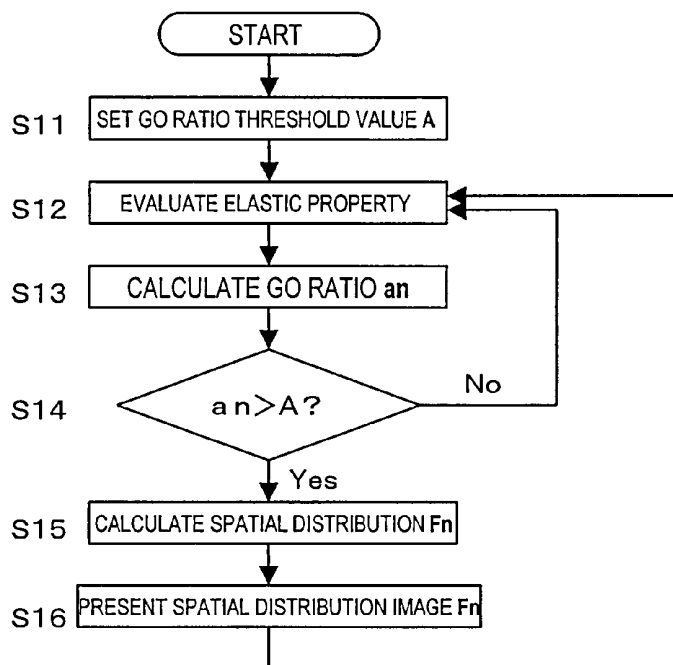 START
S11 SET GO RATIO THRESHOLD VALUE A
S12 EVALUATE ELASTIC PROPERTY
S13 CALCULATE GO RATIO an
S14 an>A? No
Yes
S15 CALCULATE SPATIAL DISTRIBUTION Fn
S16 PRESENT SPATIAL DISTRIBUTION IMAGE Fn